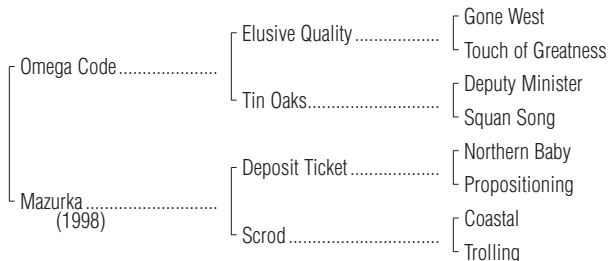 Gone West
Elusive Quality..................
Touch of Greatness
Omega Code.....................
Deputy Minister
Tin Oaks............................
Squan Song
Northern Baby
Deposit Ticket...................
Propositioning
Mazurka............................
(1998)
Coastal
Scrod................................
Trolling